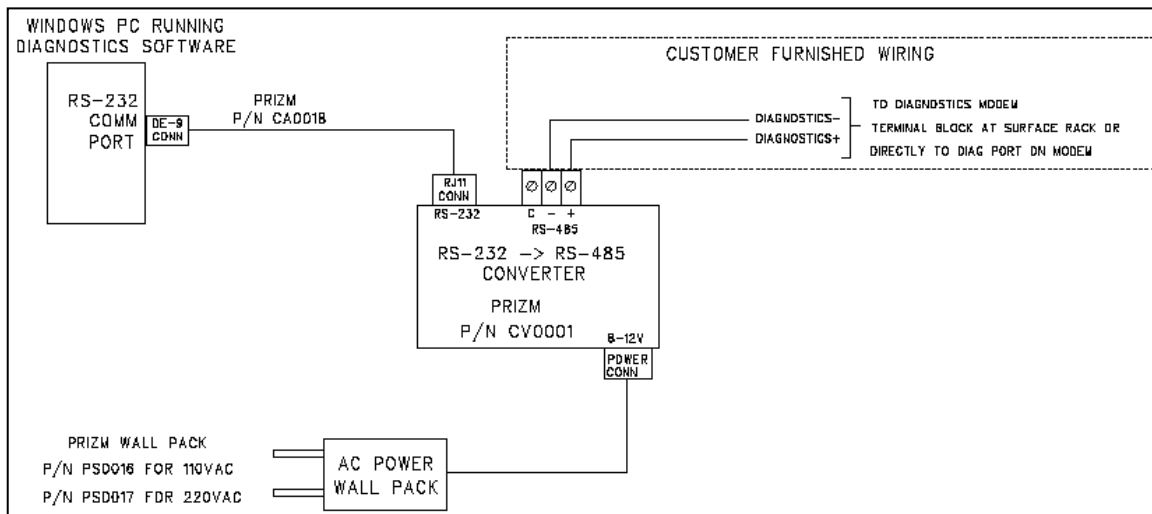 WINDOWS PC RUNNING
DIAGNOSTICS SOFTWARE
RS-232
COMM
PORT
DE-9
CONN
PRIZM
P/N CA0018
CUSTOMER FURNISHED WIRING
DIAGNOSTICS-
DIAGNOSTICS+
TO DIAGNOSTICS MODEM
TERMINAL BLOCK AT SURFACE RACK OR
DIRECTLY TO DIAG PORT ON MODEM
RJ11
CONN
RS-232
C - +
RS-485
RS-232 -> RS-485
CONVERTER
PRIZM
P/N CV0001
8-12V
POWER
CONN
PRIZM WALL PACK
P/N PS0016 FOR 110VAC
P/N PS0017 FOR 220VAC
AC POWER
WALL PACK